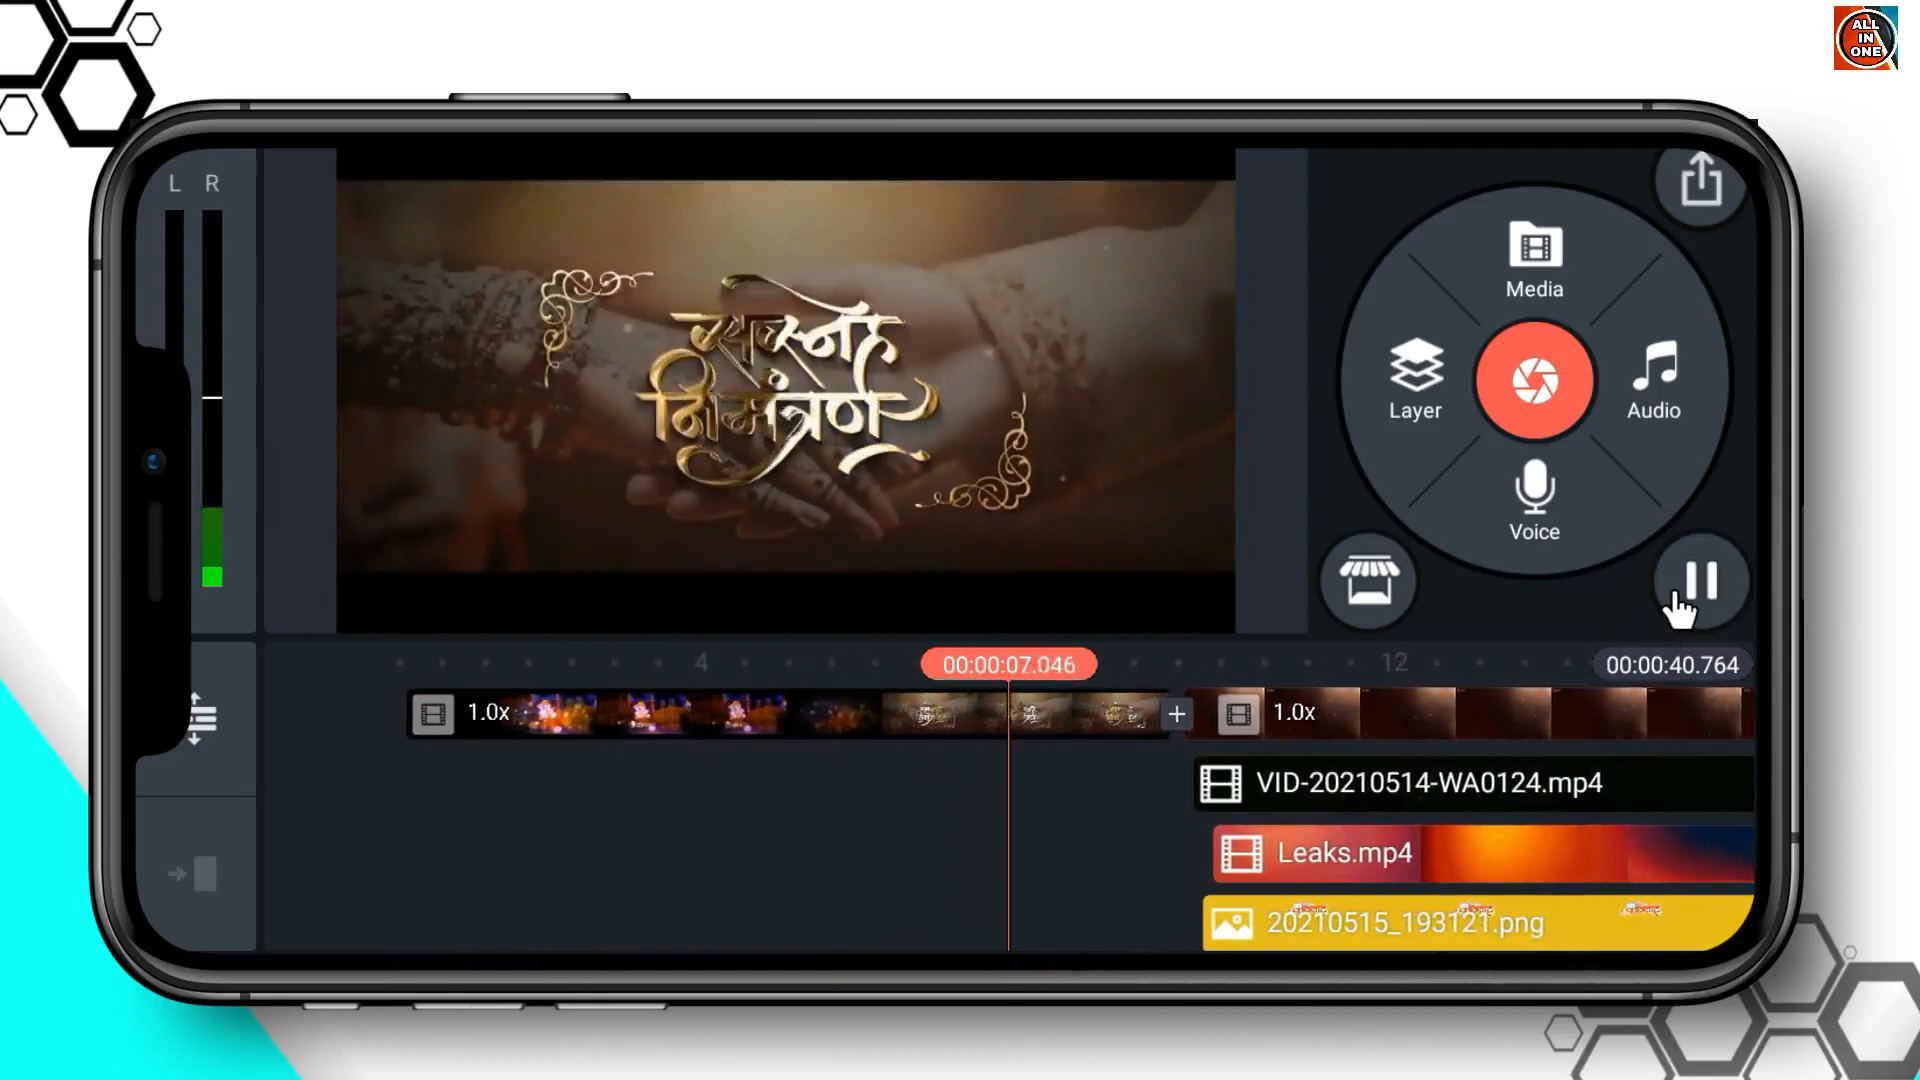 ALL
IN
ONE
L R
सस्नेह
निमंत्रण
Media
Layer
Audio
Voice
4
00:00:07.046
12
00:00:40.764
1.0x
1.0x
VID-20210514-WA0124.mp4
Leaks.mp4
20210515_193121.png